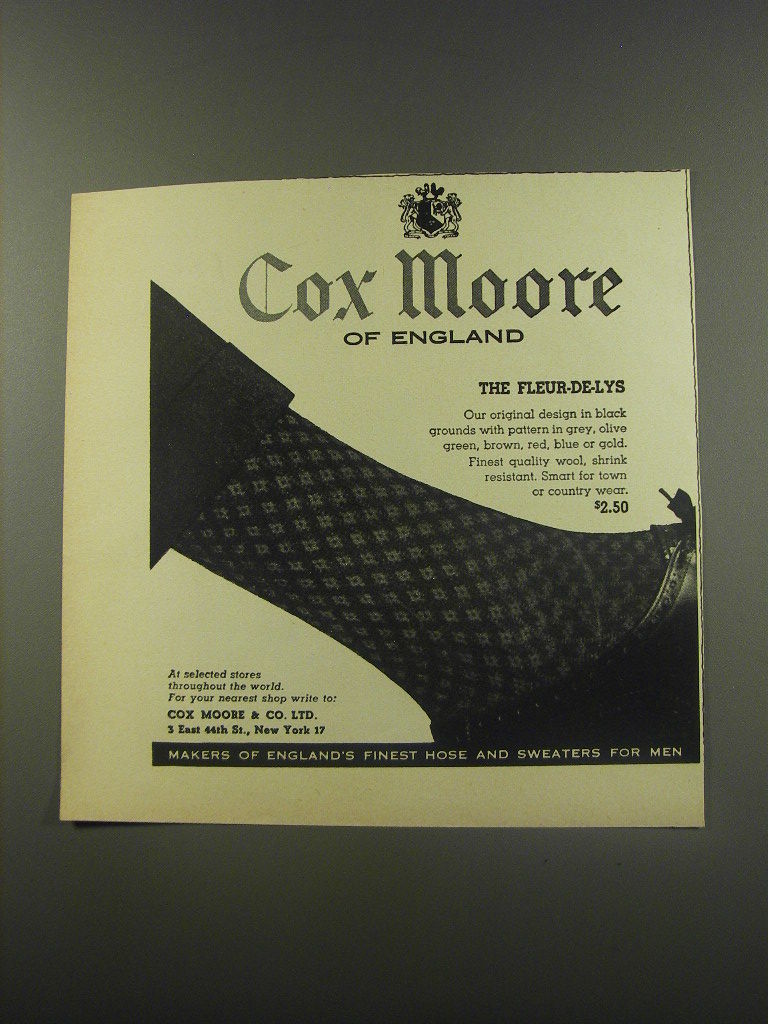 Cox Moore
OF ENGLAND
THE FLEUR-DE-LYS
Our original design in black
grounds with pattern in grey, olive
green, brown, red, blue or gold.
Finest quality wool, shrink
resistant. Smart for town
or country wear.
$2.50
At selected stores
throughout the world.
For your nearest shop write to:
COX MOORE & CO. LTD.
3 East 44th St., New York 17
MAKERS OF ENGLAND'S FINEST HOSE AND SWEATERS FOR MEN